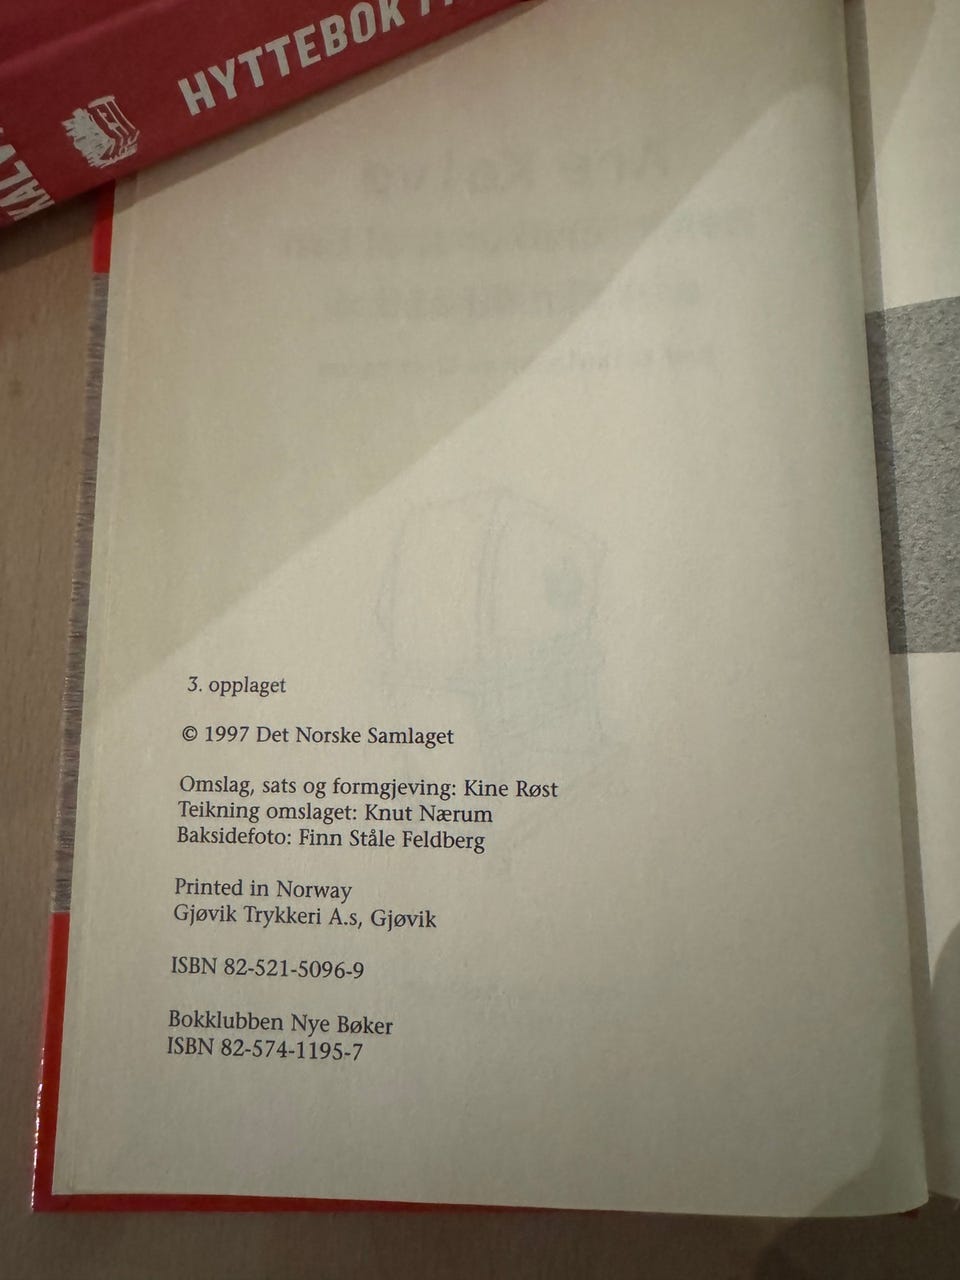 HYTTEBOK
KALV
3. opplaget
© 1997 Det Norske Samlaget
Omslag, sats og formgjeving: Kine Røst
Teikning omslaget: Knut Nærum
Baksidefoto: Finn Ståle Feldberg
Printed in Norway
Gjøvik Trykkeri A.s, Gjøvik
ISBN 82-521-5096-9
Bokklubben Nye Bøker
ISBN 82-574-1195-7